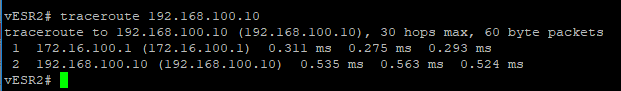 vESR2# traceroute 192.168.100.10
traceroute to 192.168.100.10 (192.168.100.10), 30 hops max, 60 byte packets
 1  172.16.100.1 (172.16.100.1)  0.311 ms  0.275 ms  0.293 ms
 2  192.168.100.10 (192.168.100.10)  0.535 ms  0.563 ms  0.524 ms
vESR2#